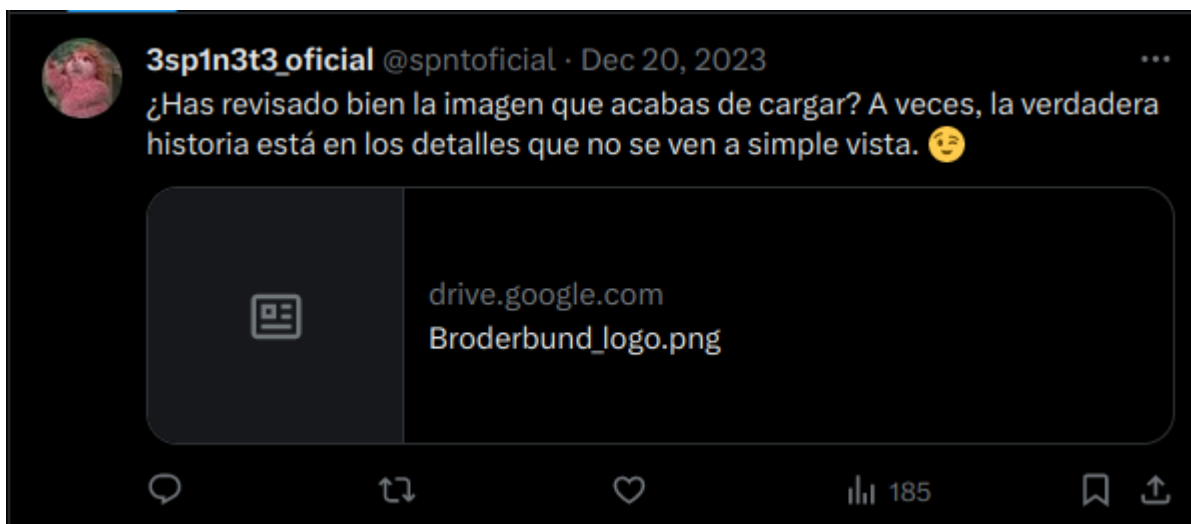 3sp1n3t3_oficial @spntoficial · Dec 20, 2023
¿Has revisado bien la imagen que acabas de cargar? A veces, la verdadera
historia está en los detalles que no se ven a simple vista. 😉
drive.google.com
Broderbund_logo.png
185